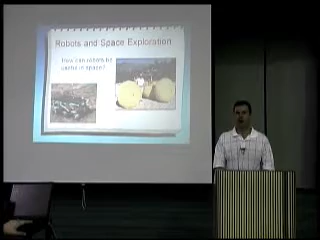 Robots and Space Exploration
How can robots be
useful in space?